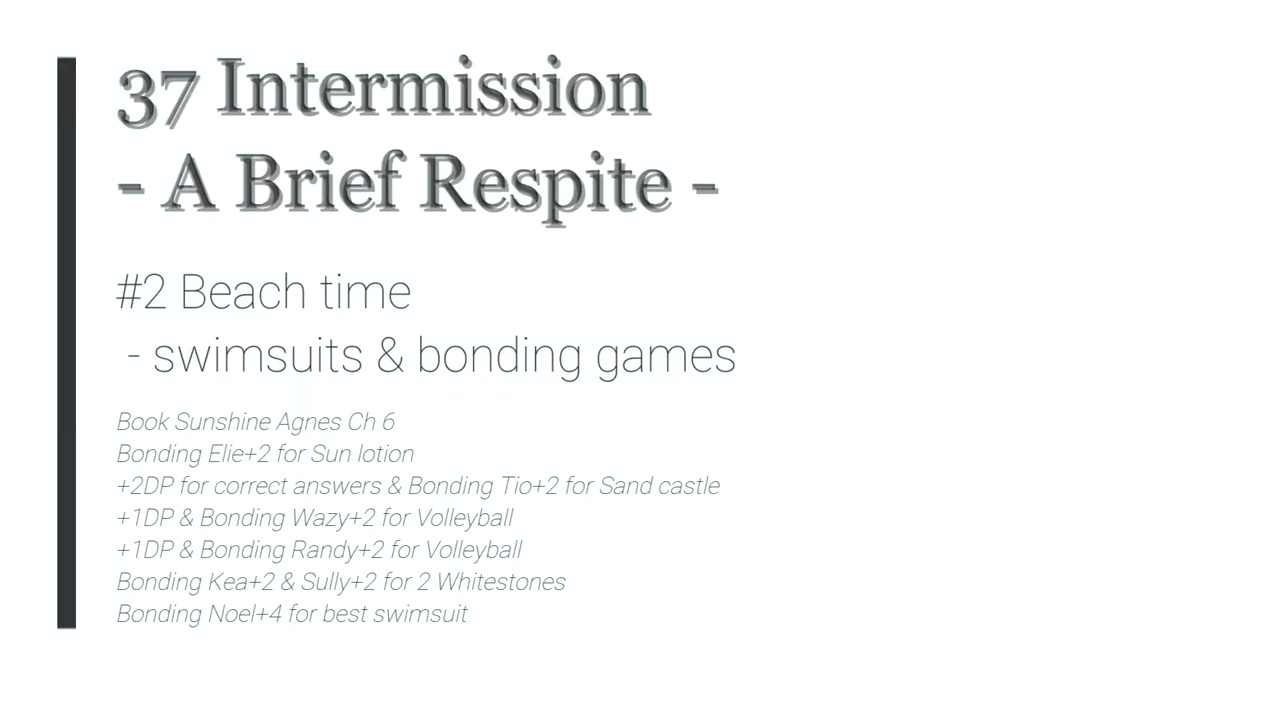 37 Intermission
- A Brief Respite -
#2 Beach time
- swimsuits & bonding games
Book Sunshine Agnes Ch 6
Bonding Elie+2 for Sun lotion
+2DP for correct answers & Bonding Tio+2 for Sand castle
+1DP & Bonding Wazy+2 for Volleyball
+1DP & Bonding Randy+2 for Volleyball
Bonding Kea+2 & Sully+2 for 2 Whitestones
Bonding Noel+4 for best swimsuit